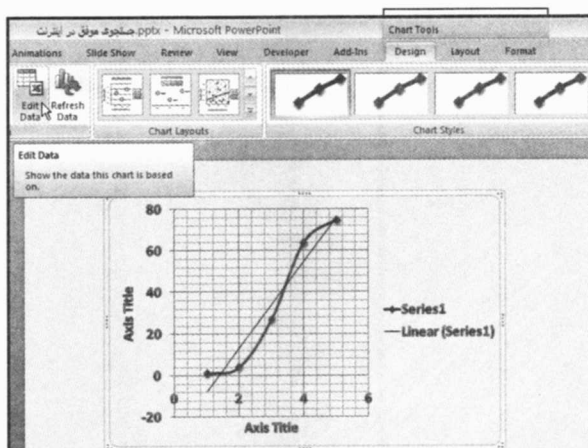 جستجوی موفق در اینترنت.pptx - Microsoft PowerPoint
Chart Tools
Animations Slide Show Review View Developer Add-Ins Design Layout Format
Edit Data Refresh Data
Chart Layouts
Chart Styles
Edit Data
Show the data this chart is based on.
80
60
40
20
0
-20
0 2 4 6
Axis Title
Axis Title
Series1
Linear (Series1)